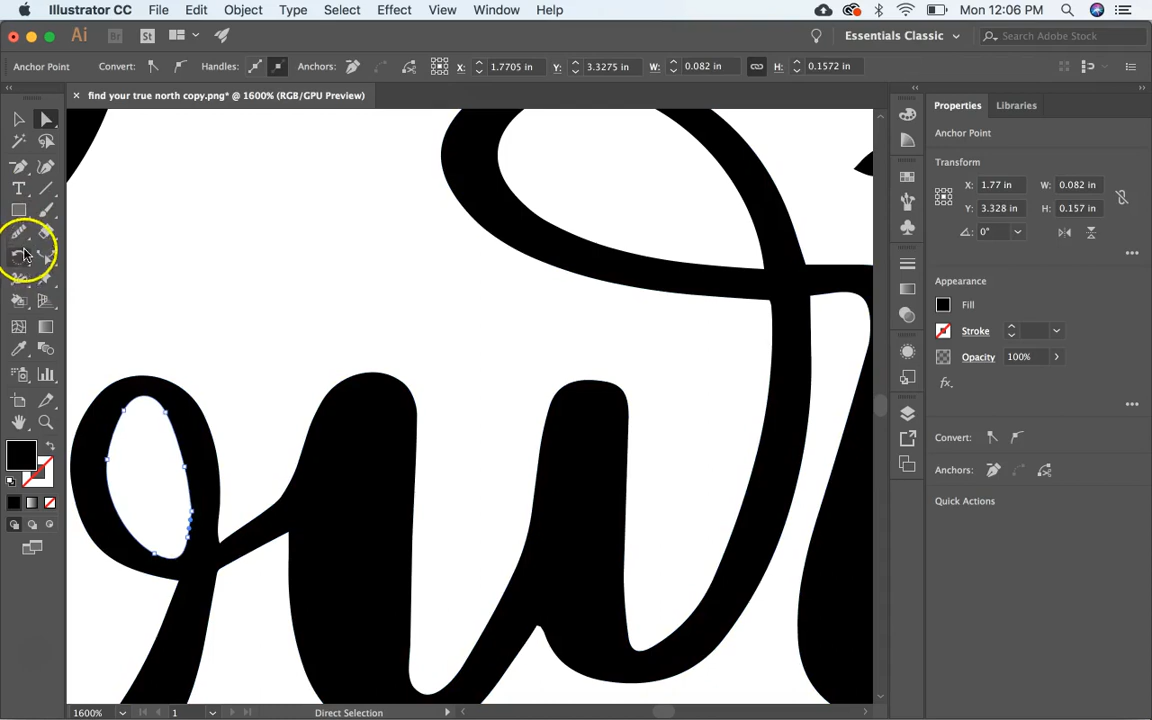 Illustrator CC File Edit Object Type Select Effect View Window Help Mon 12:06 PM
Ai Br St Essentials Classic Search Adobe Stock
Anchor Point Convert: Handles: Anchors: X: 1.7705 in Y: 3.3275 in W: 0.082 in H: 0.1572 in
× find your true north copy.png* @ 1600% (RGB/GPU Preview)
Properties Libraries
Anchor Point
Transform
X: 1.77 in W: 0.082 in
Y: 3.328 in H: 0.157 in
0°
Appearance
Fill
Stroke
Opacity 100%
fx
Convert:
Anchors:
Quick Actions
T
1600% 1 Direct Selection